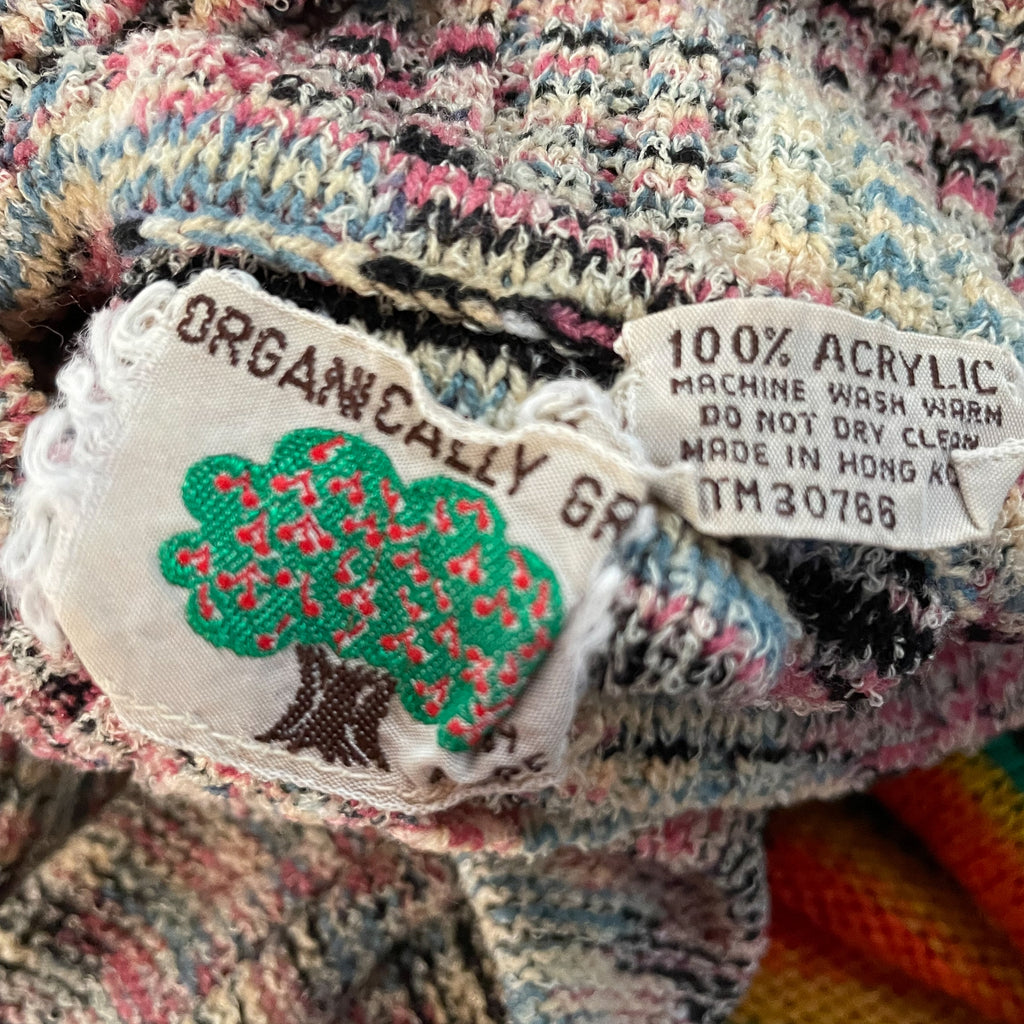 ORGANICALLY GR
100% ACRYLIC
MACHINE WASH WARM
DO NOT DRY CLEAN
MADE IN HONG KO
TM30766